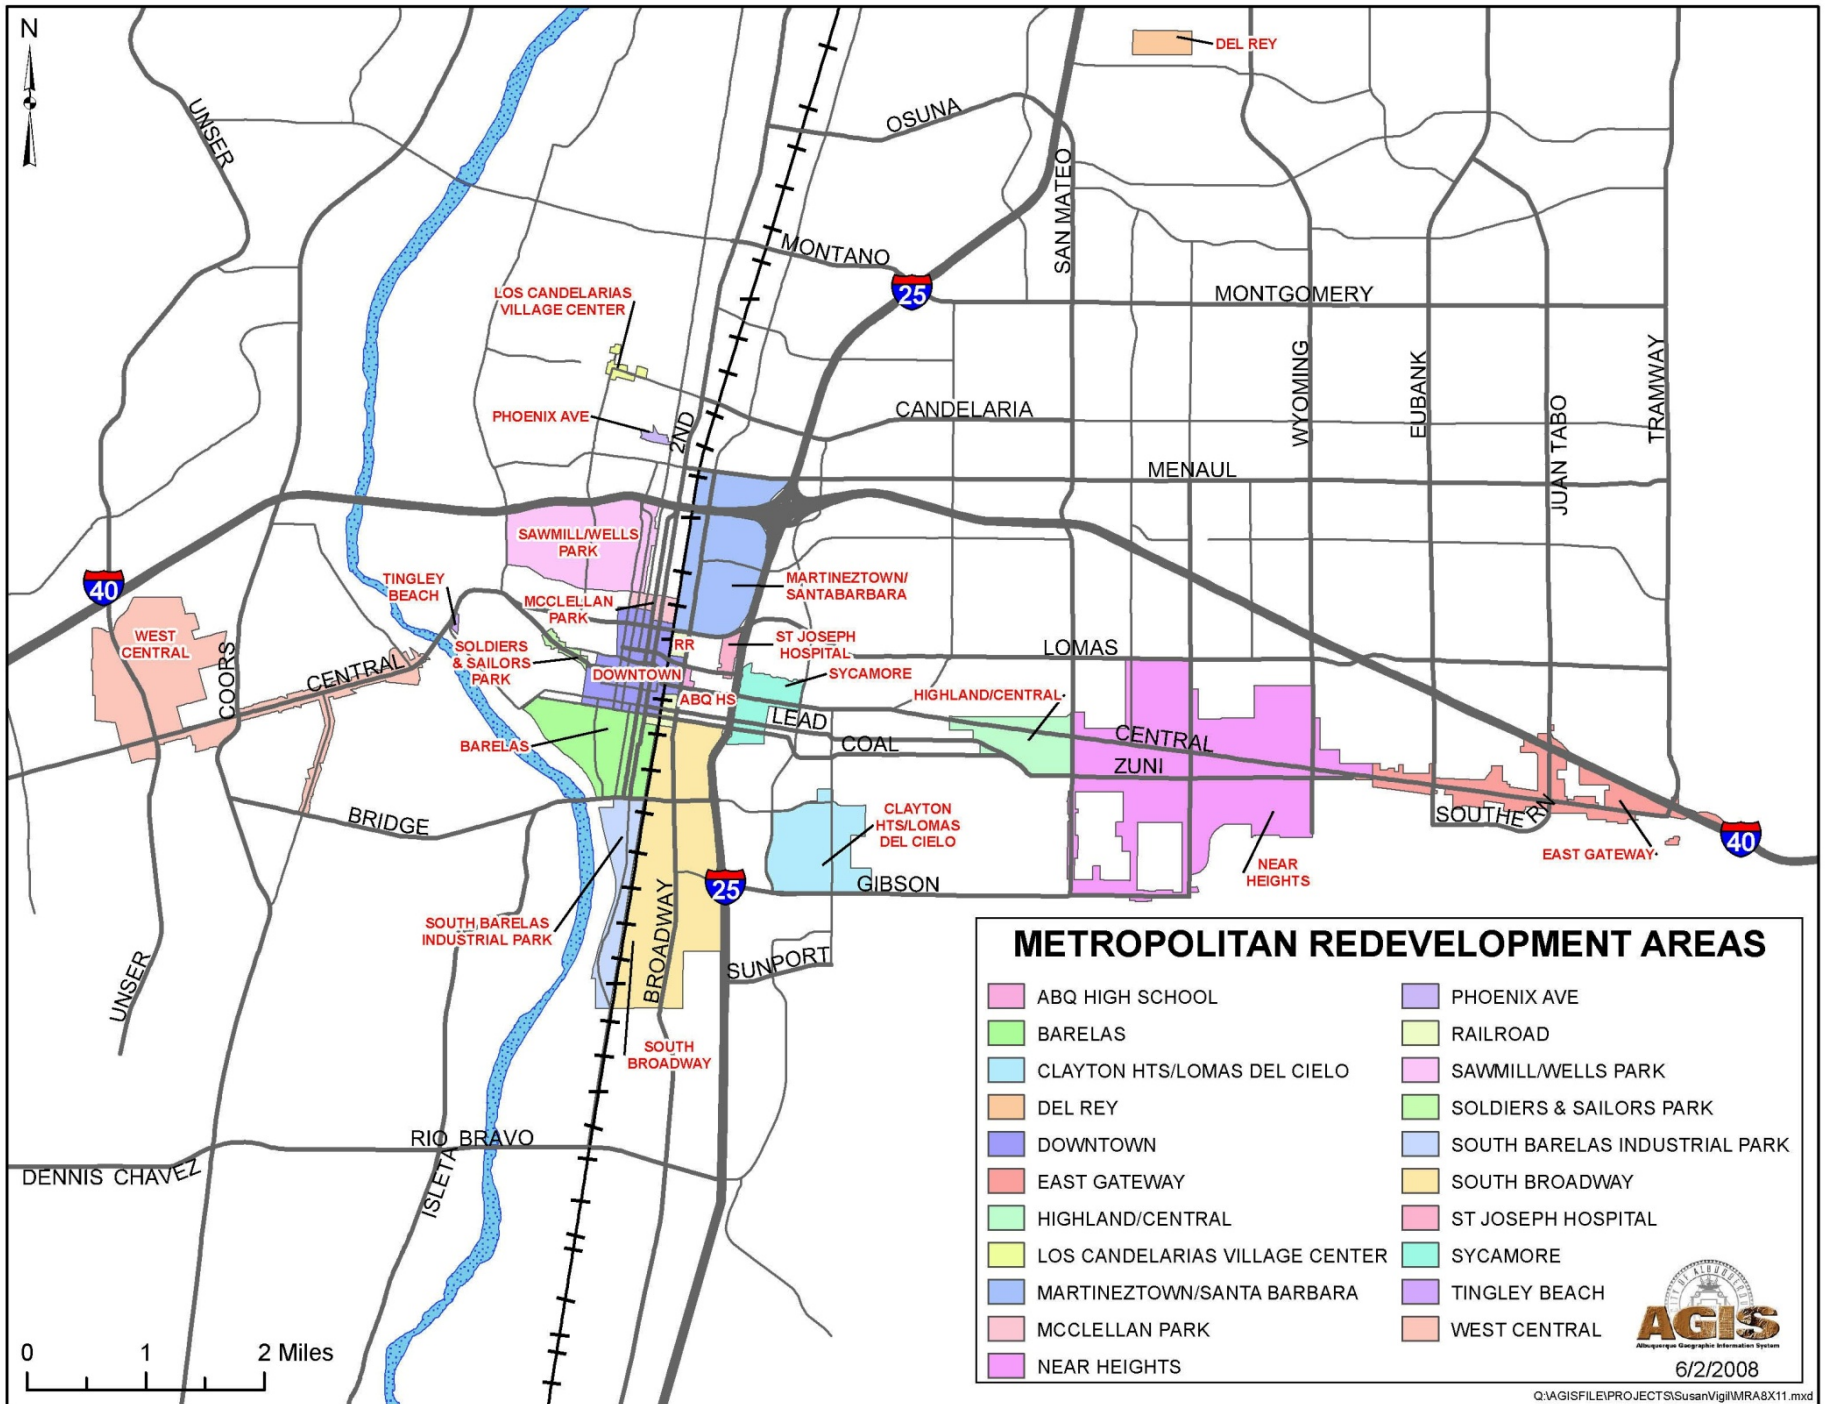 N
DEL REY
UNSER
OSUNA
SAN MATEO
MONTANO
25
LOS CANDELARIAS
VILLAGE CENTER
MONTGOMERY
WYOMING
EUBANK
JUAN TABO
TRAMWAY
PHOENIX AVE
2ND
CANDELARIA
MENAUL
SAWMILL/WELLS
PARK
40
TINGLEY
BEACH
MCCLELLAN
PARK
MARTINEZTOWN/
SANTABARBARA
WEST
CENTRAL
COORS
CENTRAL
SOLDIERS
& SAILORS
PARK
RR
ST JOSEPH
HOSPITAL
LOMAS
DOWNTOWN
SYCAMORE
ABQ HS
HIGHLAND/CENTRAL
LEAD
COAL
CENTRAL
ZUNI
BARELAS
BRIDGE
CLAYTON
HTS/LOMAS
DEL CIELO
SOUTHERN
EAST GATEWAY
40
NEAR
HEIGHTS
25
GIBSON
SOUTH BARELAS
INDUSTRIAL PARK
BROADWAY
SUNPORT
UNSER
SOUTH
BROADWAY
RIO BRAVO
DENNIS CHAVEZ
ISLETA
METROPOLITAN REDEVELOPMENT AREAS
ABQ HIGH SCHOOL
BARELAS
CLAYTON HTS/LOMAS DEL CIELO
DEL REY
DOWNTOWN
EAST GATEWAY
HIGHLAND/CENTRAL
LOS CANDELARIAS VILLAGE CENTER
MARTINEZTOWN/SANTA BARBARA
MCCLELLAN PARK
NEAR HEIGHTS
PHOENIX AVE
RAILROAD
SAWMILL/WELLS PARK
SOLDIERS & SAILORS PARK
SOUTH BARELAS INDUSTRIAL PARK
SOUTH BROADWAY
ST JOSEPH HOSPITAL
SYCAMORE
TINGLEY BEACH
WEST CENTRAL
CITY OF ALBUQUERQUE
AGIS
Albuquerque Geographic Information System
6/2/2008
0 1 2 Miles
Q:\AGISFILE\PROJECTS\SusanVigil\MRA8X11.mxd